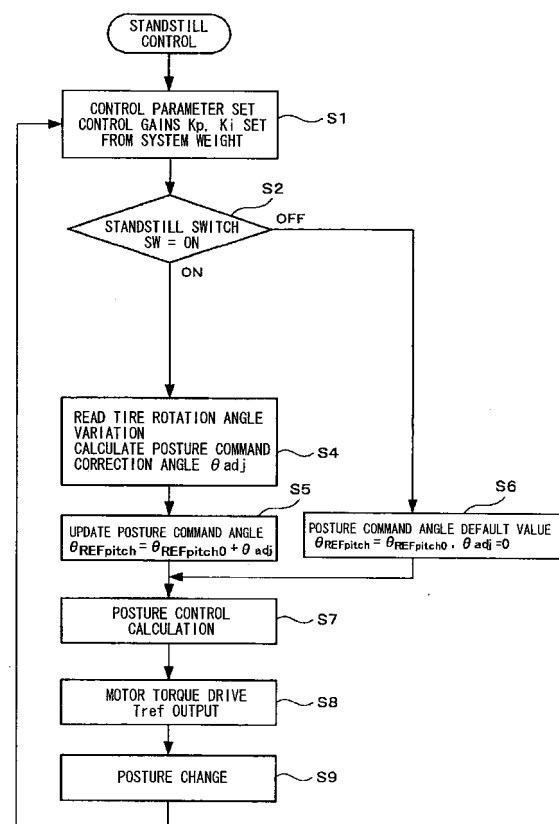 STANDSTILL
CONTROL
CONTROL PARAMETER SET
CONTROL GAINS Kp, Ki SET
FROM SYSTEM WEIGHT
S1
S2
STANDSTILL SWITCH
SW = ON
OFF
ON
READ TIRE ROTATION ANGLE
VARIATION
CALCULATE POSTURE COMMAND
CORRECTION ANGLE θ adj
S4
S5
UPDATE POSTURE COMMAND ANGLE
θREFpitch = θREFpitch0 + θ adj
S6
POSTURE COMMAND ANGLE DEFAULT VALUE
θREFpitch = θREFpitch0, θ adj =0
POSTURE CONTROL
CALCULATION
S7
MOTOR TORQUE DRIVE
Tref OUTPUT
S8
POSTURE CHANGE
S9